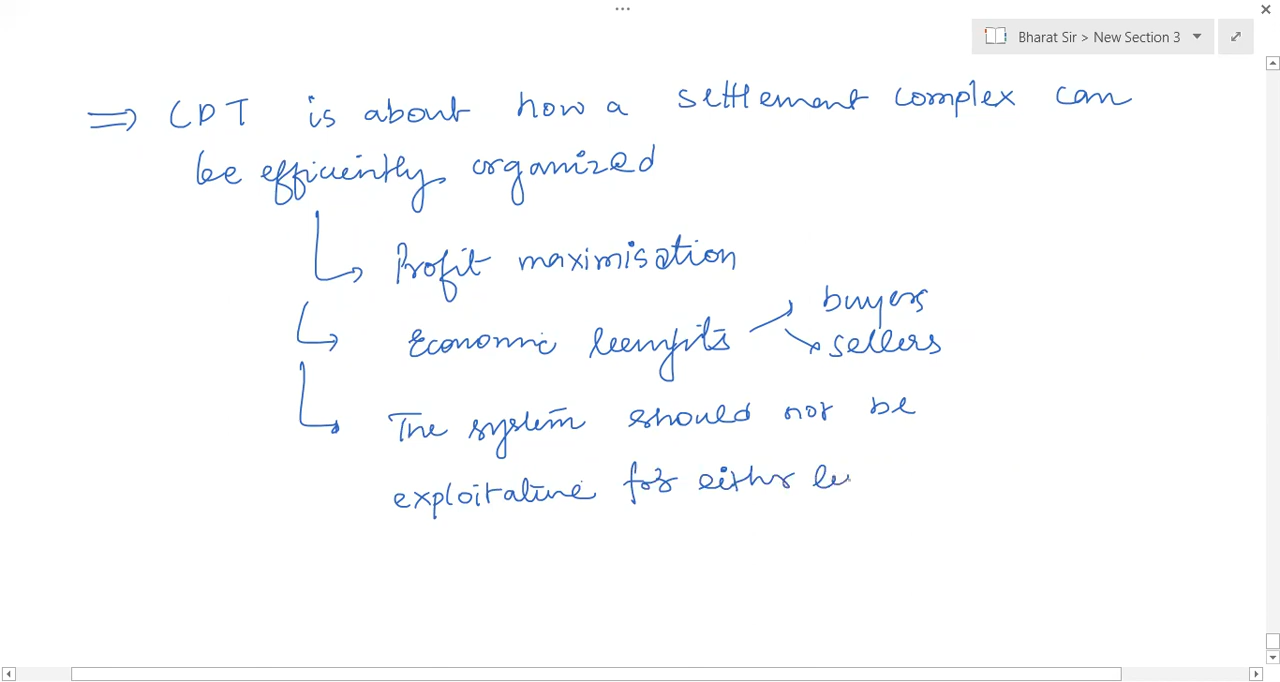 ...
Bharat Sir > New Section 3
⇒ CPT is about how a settlement complex can
be efficiently organized
Profit maximisation
Economic benefits
buyers
sellers
The system should not be
exploitative for either